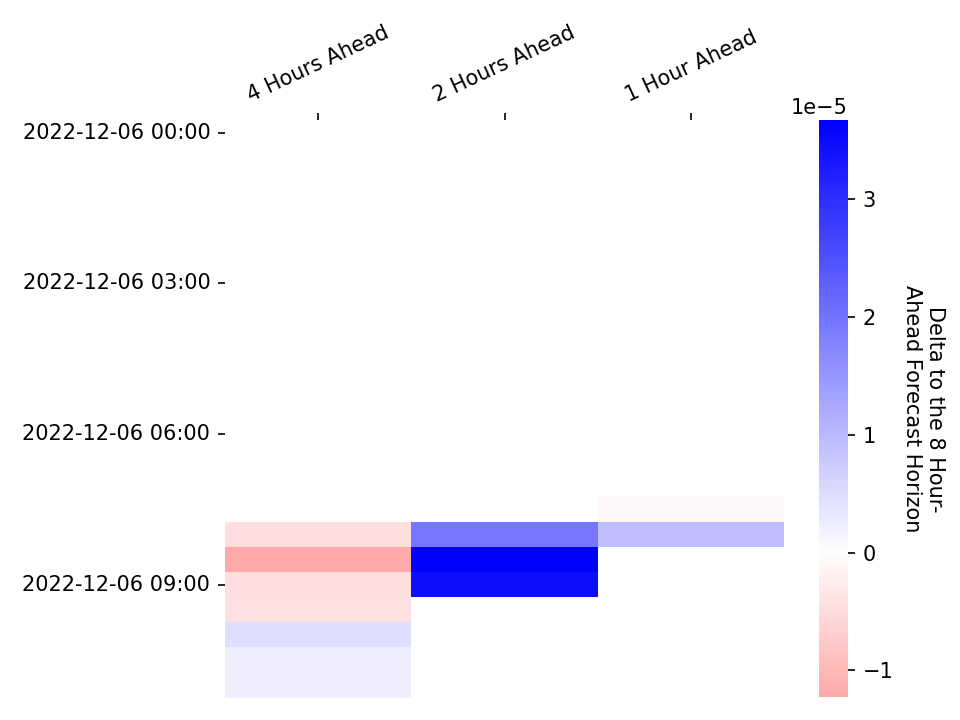 4 Hours Ahead
2 Hours Ahead
1 Hour Ahead
1e−5
2022-12-06 00:00
2022-12-06 03:00
2022-12-06 06:00
2022-12-06 09:00
3
2
1
0
−1
Delta to the 8 Hour-
Ahead Forecast Horizon